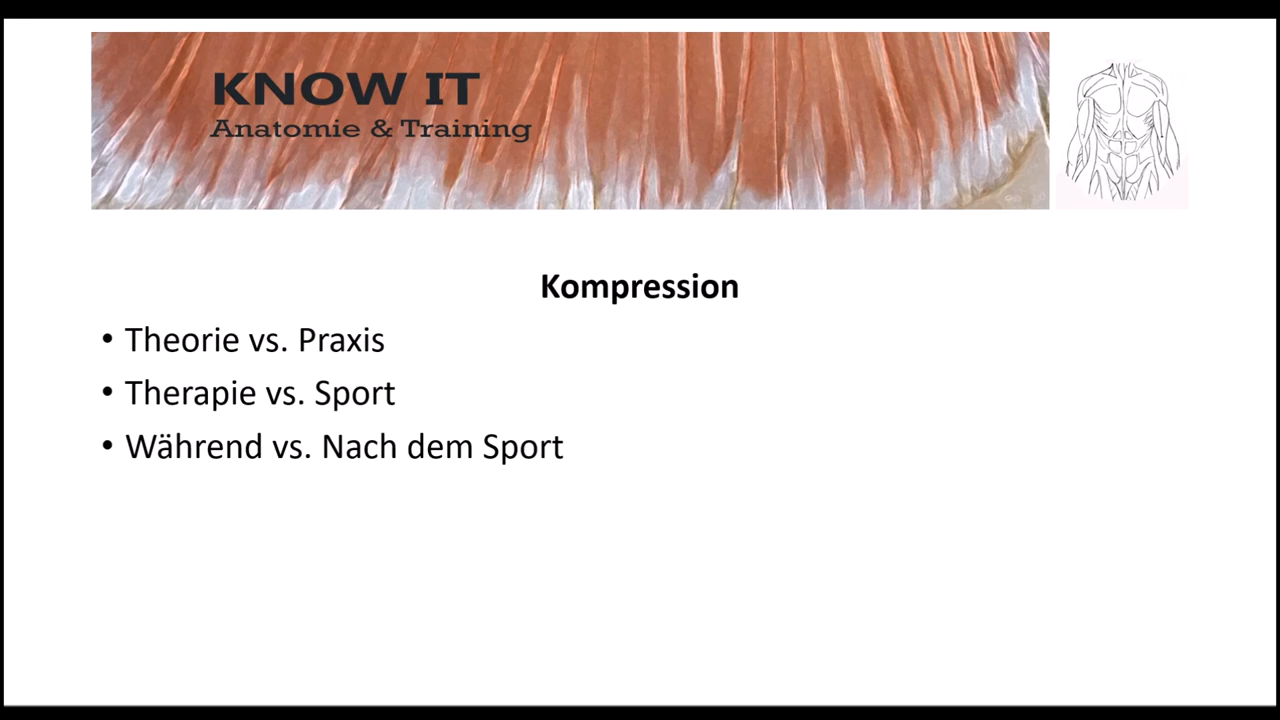 KNOW IT
Anatomie & Training
Kompression
• Theorie vs. Praxis
• Therapie vs. Sport
• Während vs. Nach dem Sport